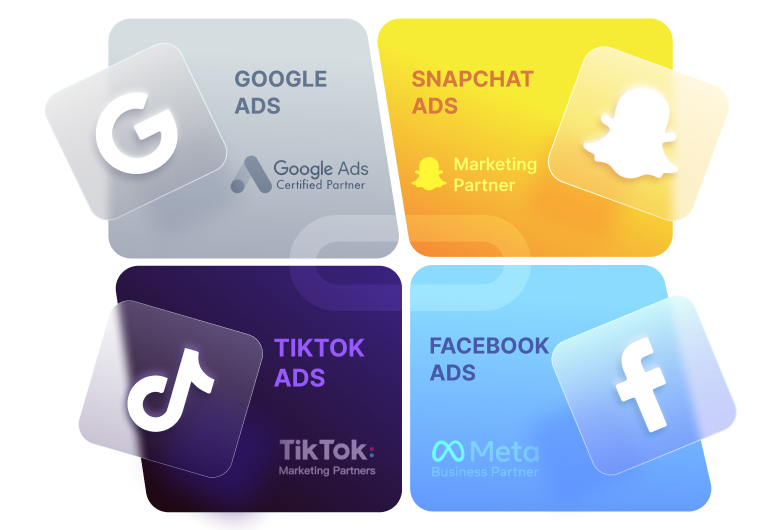 GOOGLE
ADS
Google Ads
Certified Partner
SNAPCHAT
ADS
Marketing
Partner
TIKTOK
ADS
TikTok:
Marketing Partners
FACEBOOK
ADS
Meta
Business Partner